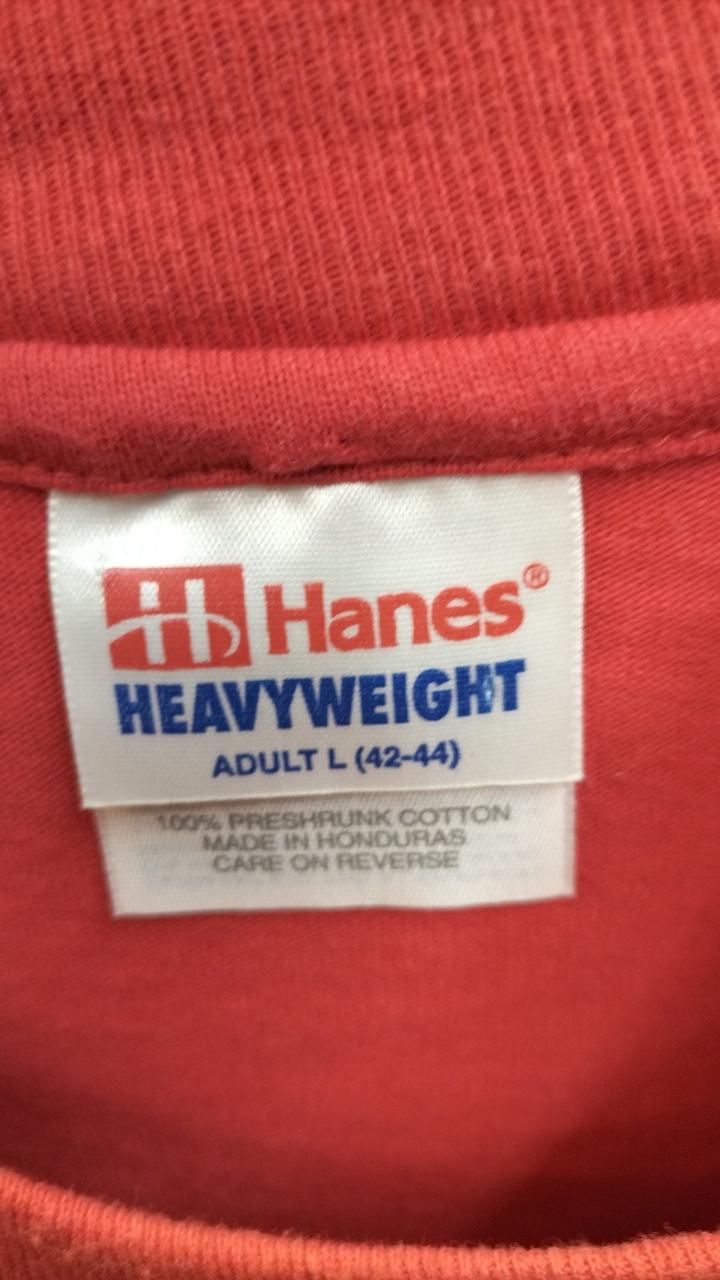 H Hanes®
HEAVYWEIGHT
ADULT L (42-44)
100% PRESHRUNK COTTON
MADE IN HONDURAS
CARE ON REVERSE